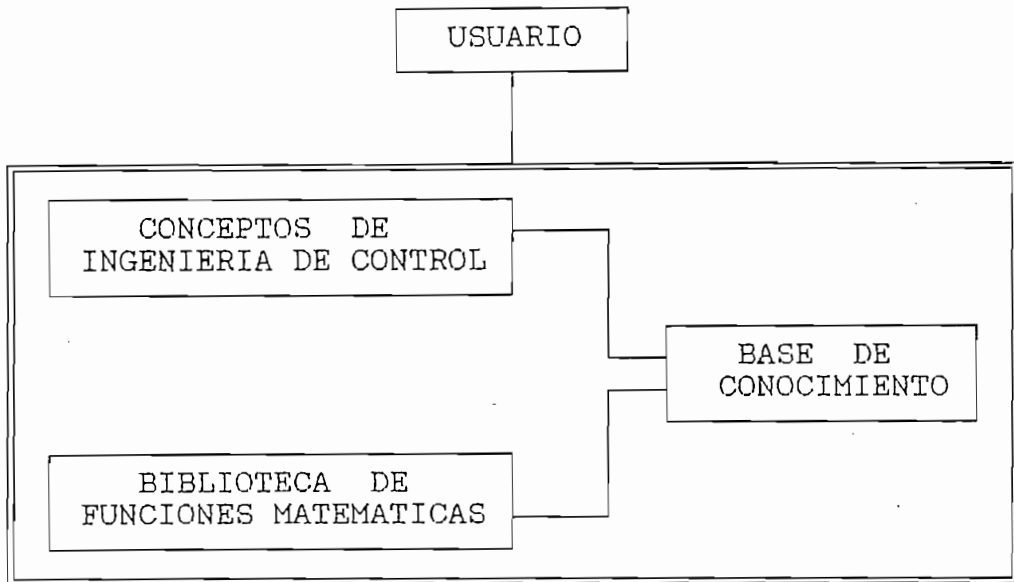 USUARIO
CONCEPTOS DE
INGENIERIA DE CONTROL
BASE DE
CONOCIMIENTO
BIBLIOTECA DE
FUNCIONES MATEMATICAS